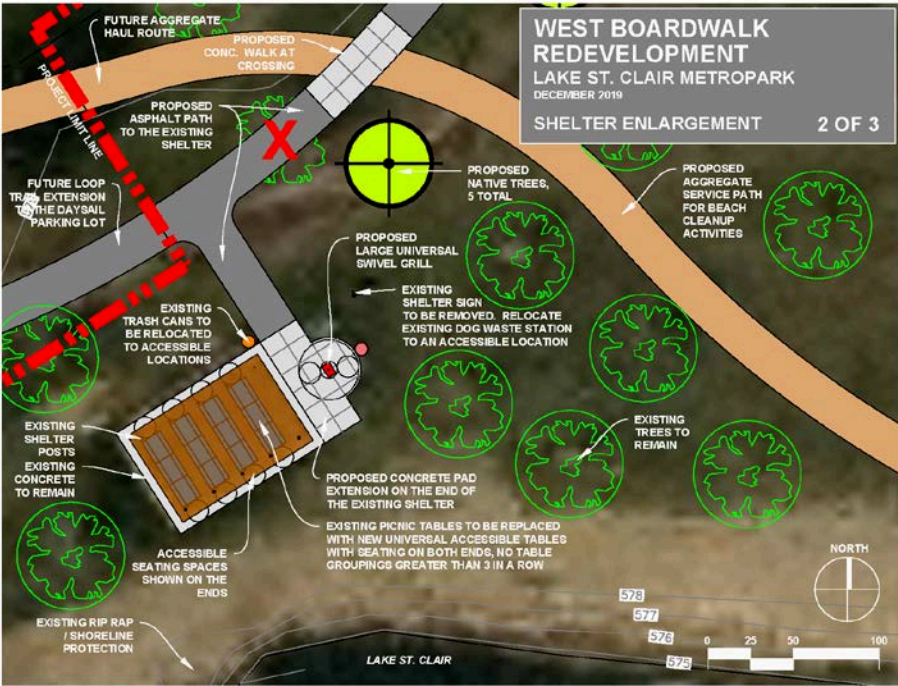 WEST BOARDWALK
REDEVELOPMENT
LAKE ST. CLAIR METROPARK
DECEMBER 2019
SHELTER ENLARGEMENT 2 OF 3
FUTURE AGGREGATE
HAUL ROUTE
PROPOSED
CONC. WALK AT
CROSSING
PROJECT LIMIT LINE
PROPOSED
ASPHALT PATH
TO THE EXISTING
SHELTER
X
PROPOSED
NATIVE TREES,
5 TOTAL
PROPOSED
AGGREGATE
SERVICE PATH
FOR BEACH
CLEANUP
ACTIVITIES
FUTURE LOOP
TRAIL EXTENSION
TO THE DAYSAIL
PARKING LOT
PROPOSED
LARGE UNIVERSAL
SWIVEL GRILL
EXISTING
SHELTER SIGN
TO BE REMOVED. RELOCATE
EXISTING DOG WASTE STATION
TO AN ACCESSIBLE LOCATION
EXISTING
TRASH CANS TO
BE RELOCATED
TO ACCESSIBLE
LOCATIONS
EXISTING
SHELTER
POSTS
EXISTING
CONCRETE
TO REMAIN
EXISTING
TREES TO
REMAIN
PROPOSED CONCRETE PAD
EXTENSION ON THE END OF
THE EXISTING SHELTER
EXISTING PICNIC TABLES TO BE REPLACED
WITH NEW UNIVERSAL ACCESSIBLE TABLES
WITH SEATING ON BOTH ENDS, NO TABLE
GROUPINGS GREATER THAN 3 IN A ROW
ACCESSIBLE
SEATING SPACES
SHOWN ON THE
ENDS
NORTH
578
577
576
575
0 25 50 100
EXISTING RIP RAP
/ SHORELINE
PROTECTION
LAKE ST. CLAIR